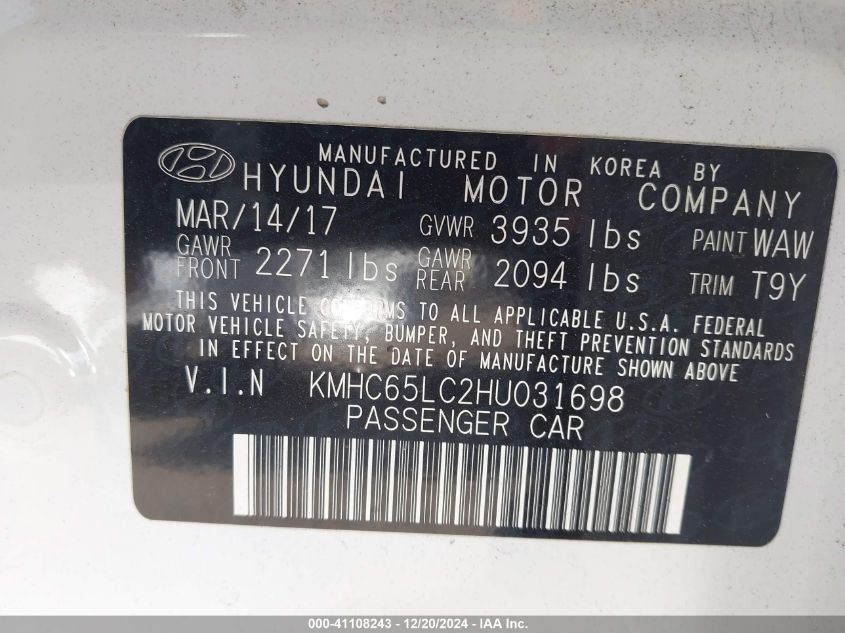 MANUFACTURED IN KOREA BY
HYUNDAI MOTOR COMPANY
MAR/14/17 GVWR 3935 lbs PAINT WAW
GAWR FRONT 2271 lbs GAWR REAR 2094 lbs TRIM T9Y
THIS VEHICLE CONFORMS TO ALL APPLICABLE U.S.A. FEDERAL
MOTOR VEHICLE SAFETY, BUMPER, AND THEFT PREVENTION STANDARDS
IN EFFECT ON THE DATE OF MANUFACTURE SHOWN ABOVE
V.I.N KMHC65LC2HU031698
PASSENGER CAR
000-41108243 - 12/20/2024 - IAA Inc.